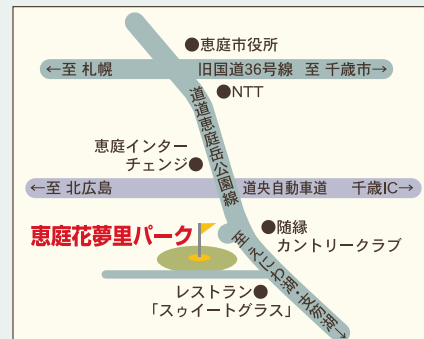 恵庭市役所
←至 札幌 旧国道36号線 至 千歳市→
NTT
道道恵庭岳公園線
恵庭インター
チェンジ
←至 北広島 道央自動車道 千歳IC→
恵庭花夢里パーク
随縁
カントリークラブ
至えにわ湖・支笏湖→
レストラン
「スゥイートグラス」